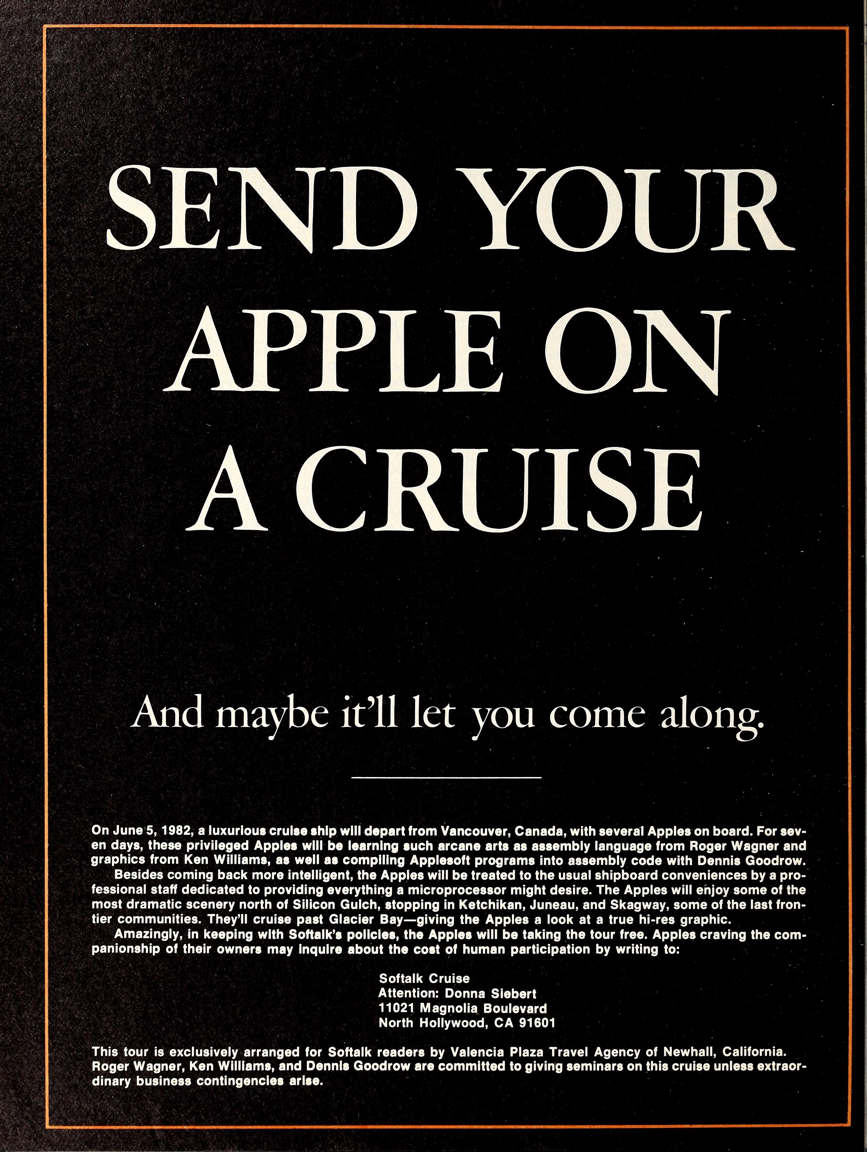 SEND YOUR
APPLE ON
A CRUISE
And maybe it'll let you come along.
On June 5, 1982, a luxurious cruise ship will depart from Vancouver, Canada, with several Apples on board. For sev-
en days, these privileged Apples will be learning such arcane arts as assembly language from Roger Wagner and
graphics from Ken Williams, as well as compiling Applesoft programs into assembly code with Dennis Goodrow.
Besides coming back more intelligent, the Apples will be treated to the usual shipboard conveniences by a pro-
fessional staff dedicated to providing everything a microprocessor might desire. The Apples will enjoy some of the
most dramatic scenery north of Silicon Gulch, stopping in Ketchikan, Juneau, and Skagway, some of the last fron-
tier communities. They'll cruise past Glacier Bay—giving the Apples a look at a true hi-res graphic.
Amazingly, in keeping with Softalk's policies, the Apples will be taking the tour free. Apples craving the com-
panionship of their owners may inquire about the cost of human participation by writing to:
Softalk Cruise
Attention: Donna Siebert
11021 Magnolia Boulevard
North Hollywood, CA 91601
This tour is exclusively arranged for Softalk readers by Valencia Plaza Travel Agency of Newhall, California.
Roger Wagner, Ken Williams, and Dennis Goodrow are committed to giving seminars on this cruise unless extraor-
dinary business contingencies arise.